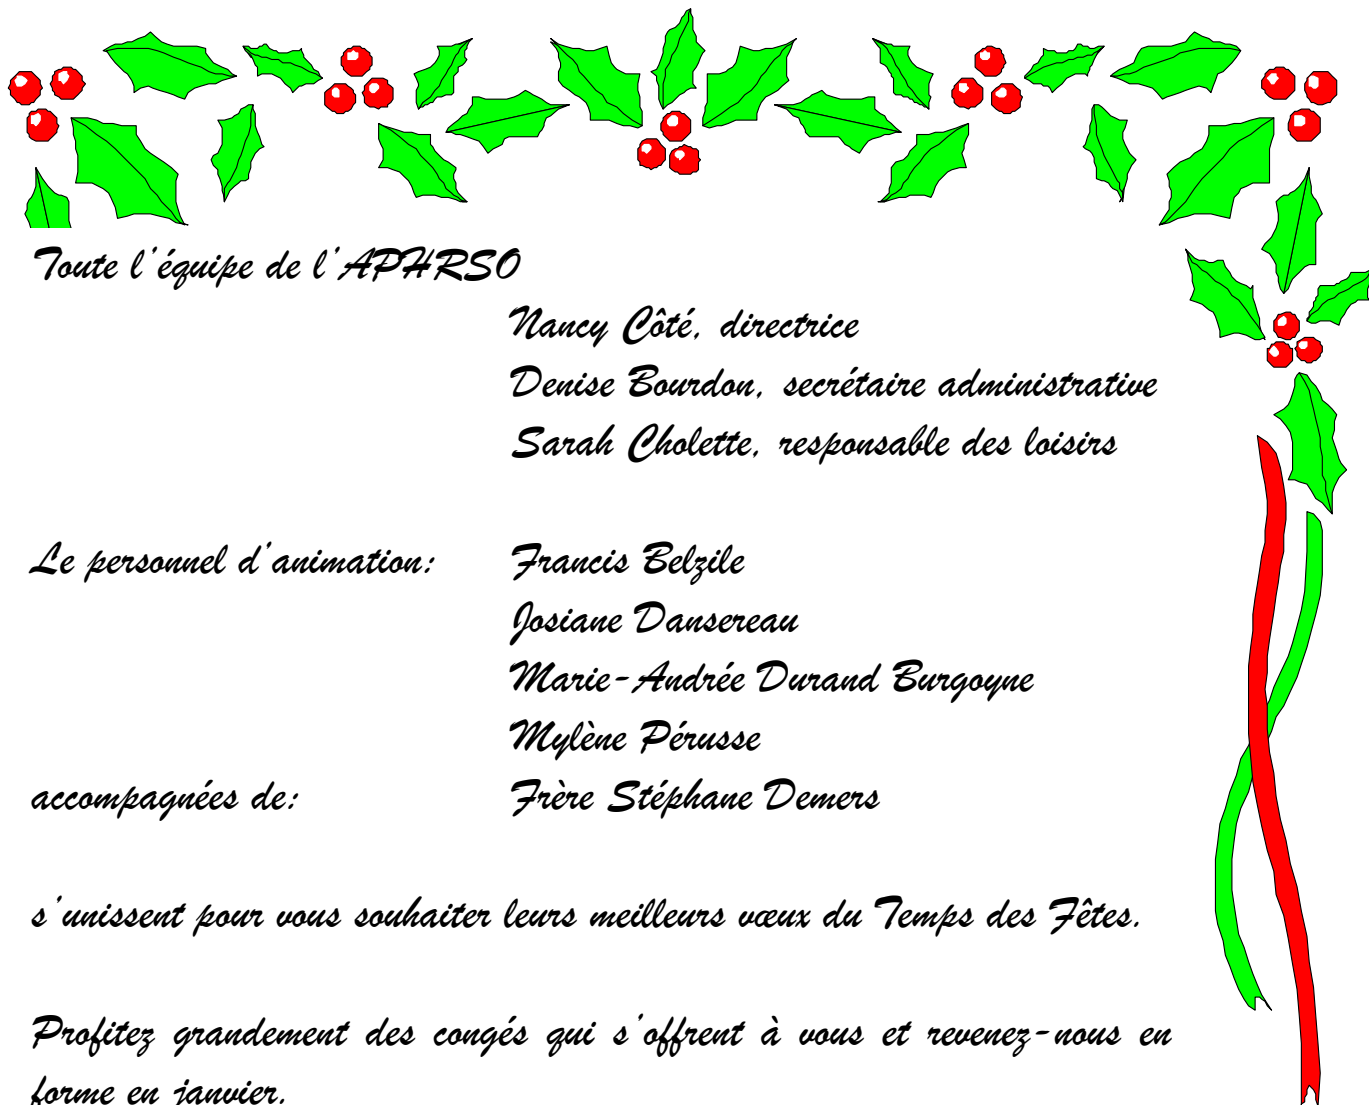 Toute l'équipe de l'APHRSO
Nancy Côté, directrice
Denise Bourdon, secrétaire administrative
Sarah Cholette, responsable des loisirs
Le personnel d'animation: Francis Belzile
Josiane Dansereau
Marie-Andrée Durand Burgoyne
Mylène Pérusse
accompagnées de: Frère Stéphane Demers
s'unissent pour vous souhaiter leurs meilleurs vœux du Temps des Fêtes.
Profitez grandement des congés qui s'offrent à vous et revenez-nous en
forme en janvier.